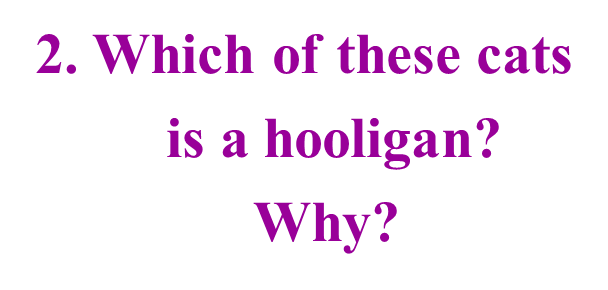 2. Which of these cats
is a hooligan?
Why?